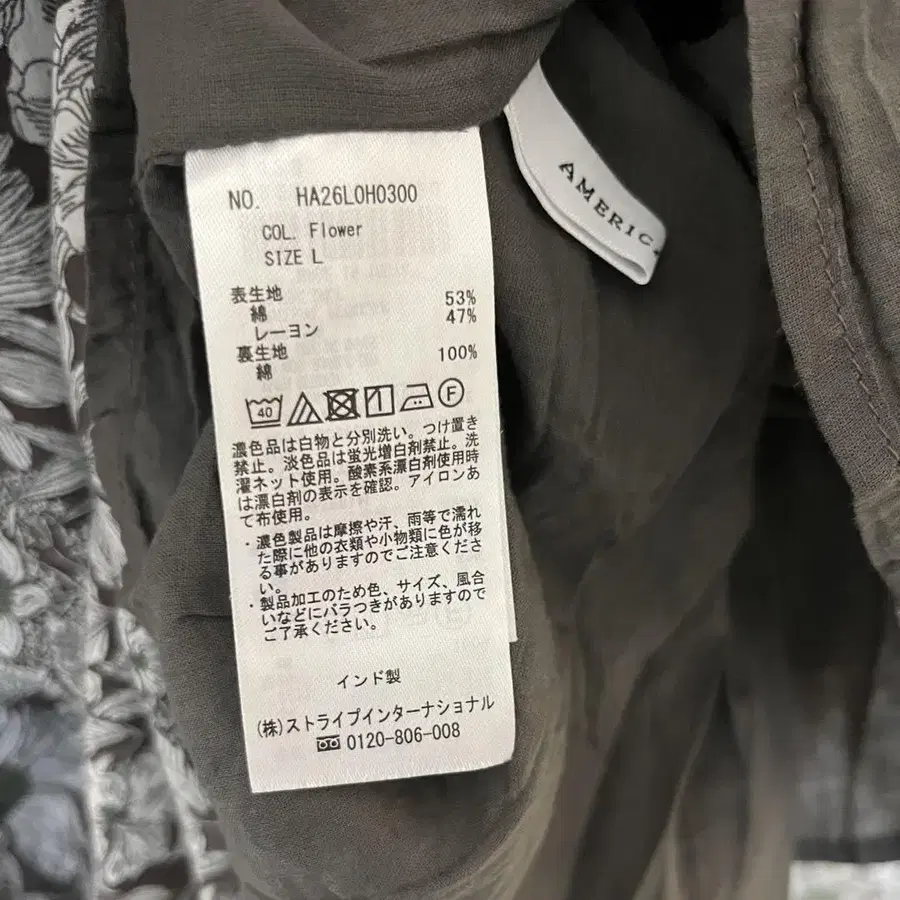 NO. HA26L0H0300
COL. Flower
SIZE L
表生地
綿 53%
レーヨン 47%
裏生地
綿 100%
40 F
濃色品は白物と分別洗い。つけ置き
禁止。淡色品は蛍光増白剤禁止。洗
濯ネット使用。酸素系漂白剤使用時
は漂白剤の表示を確認。アイロンあ
て布使用。
・濃色製品は摩擦や汗、雨等で濡れ
た際に他の衣類や小物類に色が移
る事がありますのでご注意くださ
い。
・製品加工のため色、サイズ、風合
いなどにバラつきがありますので
ご了承ください。
インド製
(株)ストライプインターナショナル
0120-806-008
AMERIC